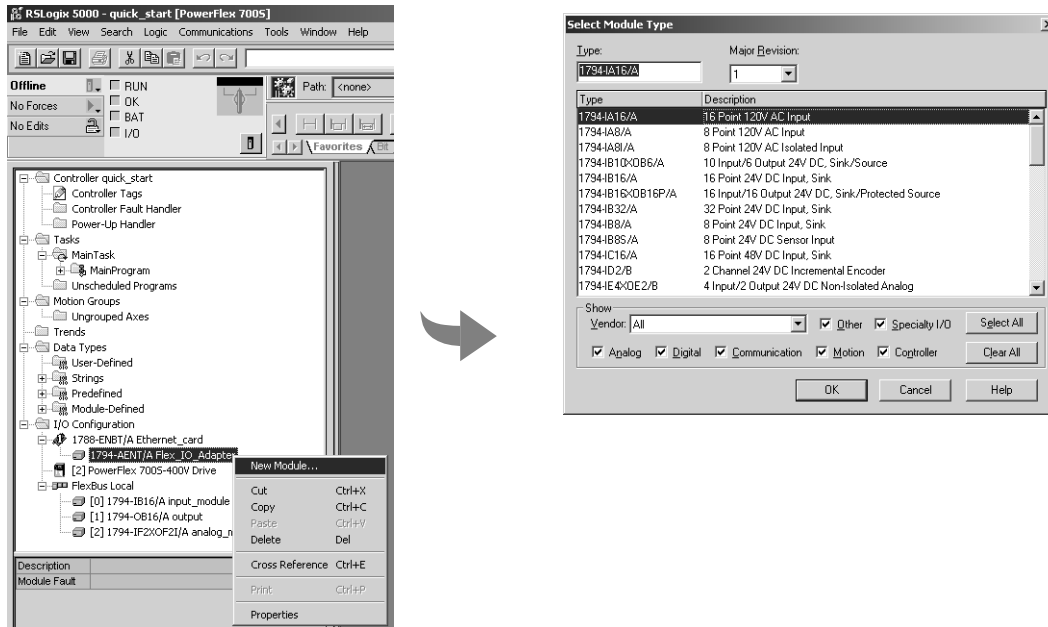 RSLogix 5000 - quick_start [PowerFlex 700S]
File Edit View Search Logic Communications Tools Window Help
Offline
RUN
Path: <none>
No Forces
OK
No Edits
BAT
I/O
Favorites
Bit
Controller quick_start
Controller Tags
Controller Fault Handler
Power-Up Handler
Tasks
MainTask
MainProgram
Unscheduled Programs
Motion Groups
Ungrouped Axes
Trends
Data Types
User-Defined
Strings
Predefined
Module-Defined
I/O Configuration
1788-ENBT/A Ethernet_card
1794-AENT/A Flex_IO_Adapter
[2] PowerFlex 700S-400V Drive
FlexBus Local
[0] 1794-IB16/A input_module
[1] 1794-OB16/A output
[2] 1794-IF2XOF2I/A analog_
Description
Module Fault
New Module...
Cut Ctrl+X
Copy Ctrl+C
Paste Ctrl+V
Delete Del
Cross Reference Ctrl+E
Print Ctrl+P
Properties
Select Module Type
Type: Major Revision:
1794-IA16/A 1
Type Description
1794-IA16/A 16 Point 120V AC Input
1794-IA8/A 8 Point 120V AC Input
1794-IA8I/A 8 Point 120V AC Isolated Input
1794-IB10XOB6/A 10 Input/6 Output 24V DC, Sink/Source
1794-IB16/A 16 Point 24V DC Input, Sink
1794-IB16XOB16P/A 16 Input/16 Output 24V DC, Sink/Protected Source
1794-IB32/A 32 Point 24V DC Input, Sink
1794-IB8/A 8 Point 24V DC Input, Sink
1794-IB8S/A 8 Point 24V DC Sensor Input
1794-IC16/A 16 Point 48V DC Input, Sink
1794-ID2/B 2 Channel 24V DC Incremental Encoder
1794-IE4XOE2/B 4 Input/2 Output 24V DC Non-Isolated Analog
Show
Vendor: All Other Specialty I/O Select All
Analog Digital Communication Motion Controller Clear All
OK Cancel Help